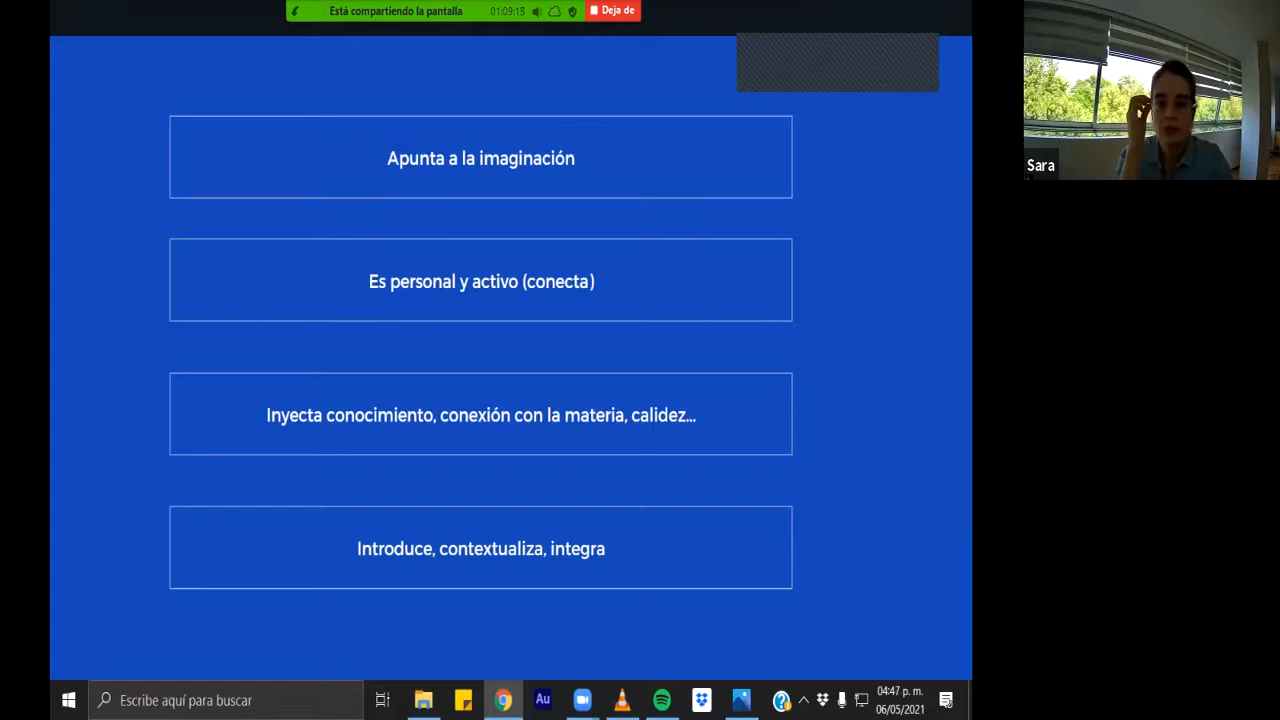 Está compartiendo la pantalla 01:09:15 Deja de
Sara
Apunta a la imaginación
Es personal y activo (conecta)
Inyecta conocimiento, conexión con la materia, calidez...
Introduce, contextualiza, integra
Escribe aquí para buscar
Au
04:47 p. m.
06/05/2021